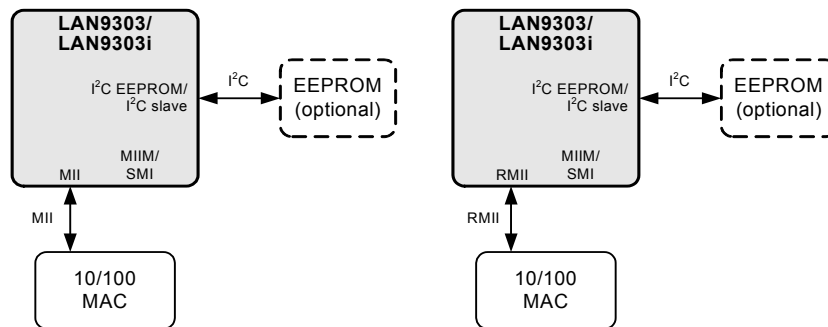 LAN9303/
LAN9303i
I²C EEPROM/
I²C slave
I²C
EEPROM
(optional)
MIIM/
SMI
MII
MII
10/100
MAC
LAN9303/
LAN9303i
I²C EEPROM/
I²C slave
I²C
EEPROM
(optional)
MIIM/
SMI
RMII
RMII
10/100
MAC